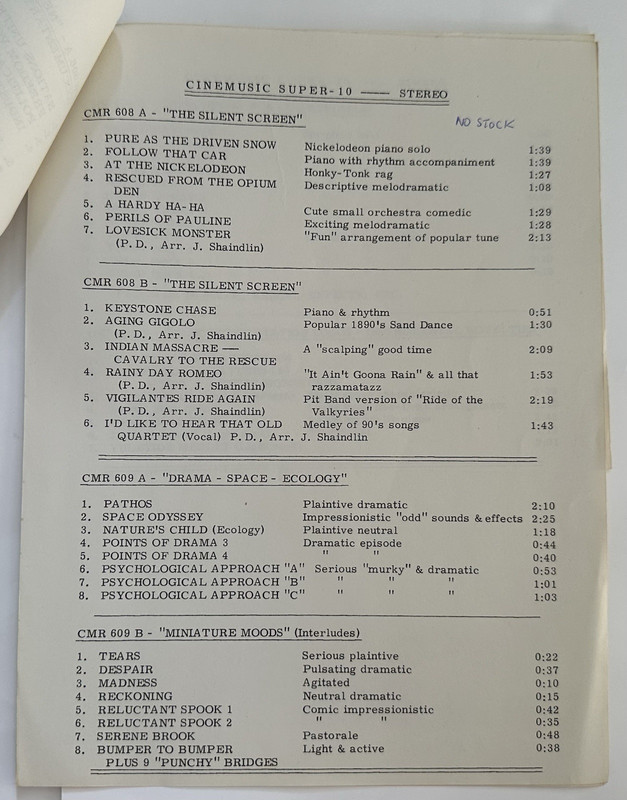 CINEMUSIC SUPER-10 —— STEREO
CMR 608 A - "THE SILENT SCREEN"
NO STOCK
1. PURE AS THE DRIVEN SNOW Nickelodeon piano solo 1:39
2. FOLLOW THAT CAR Piano with rhythm accompaniment 1:39
3. AT THE NICKELODEON Honky-Tonk rag 1:27
4. RESCUED FROM THE OPIUM Descriptive melodramatic 1:08
DEN
5. A HARDY HA-HA Cute small orchestra comedic 1:29
6. PERILS OF PAULINE Exciting melodramatic 1:28
7. LOVESICK MONSTER "Fun" arrangement of popular tune 2:13
(P.D., Arr. J. Shaindlin)
CMR 608 B - "THE SILENT SCREEN"
1. KEYSTONE CHASE Piano & rhythm 0:51
2. AGING GIGOLO Popular 1890's Sand Dance 1:30
(P.D., Arr. J. Shaindlin)
3. INDIAN MASSACRE — A "scalping" good time 2:09
CAVALRY TO THE RESCUE
4. RAINY DAY ROMEO "It Ain't Goona Rain" & all that 1:53
(P.D., Arr. J. Shaindlin) razzamatazz
5. VIGILANTES RIDE AGAIN Pit Band version of "Ride of the 2:19
(P.D., Arr. J. Shaindlin) Valkyries"
6. I'D LIKE TO HEAR THAT OLD Medley of 90's songs 1:43
QUARTET (Vocal) P.D., Arr. J. Shaindlin
CMR 609 A - "DRAMA - SPACE - ECOLOGY"
1. PATHOS Plaintive dramatic 2:10
2. SPACE ODYSSEY Impressionistic "odd" sounds & effects 2:25
3. NATURE'S CHILD (Ecology) Plaintive neutral 1:18
4. POINTS OF DRAMA 3 Dramatic episode 0:44
5. POINTS OF DRAMA 4 " " 0:40
6. PSYCHOLOGICAL APPROACH "A" Serious "murky" & dramatic 0:53
7. PSYCHOLOGICAL APPROACH "B" " " " 1:01
8. PSYCHOLOGICAL APPROACH "C" " " " 1:03
CMR 609 B - "MINIATURE MOODS" (Interludes)
1. TEARS Serious plaintive 0:22
2. DESPAIR Pulsating dramatic 0:37
3. MADNESS Agitated 0:10
4. RECKONING Neutral dramatic 0:15
5. RELUCTANT SPOOK 1 Comic impressionistic 0:42
6. RELUCTANT SPOOK 2 " " 0:35
7. SERENE BROOK Pastorale 0:48
8. BUMPER TO BUMPER Light & active 0:38
PLUS 9 "PUNCHY" BRIDGES